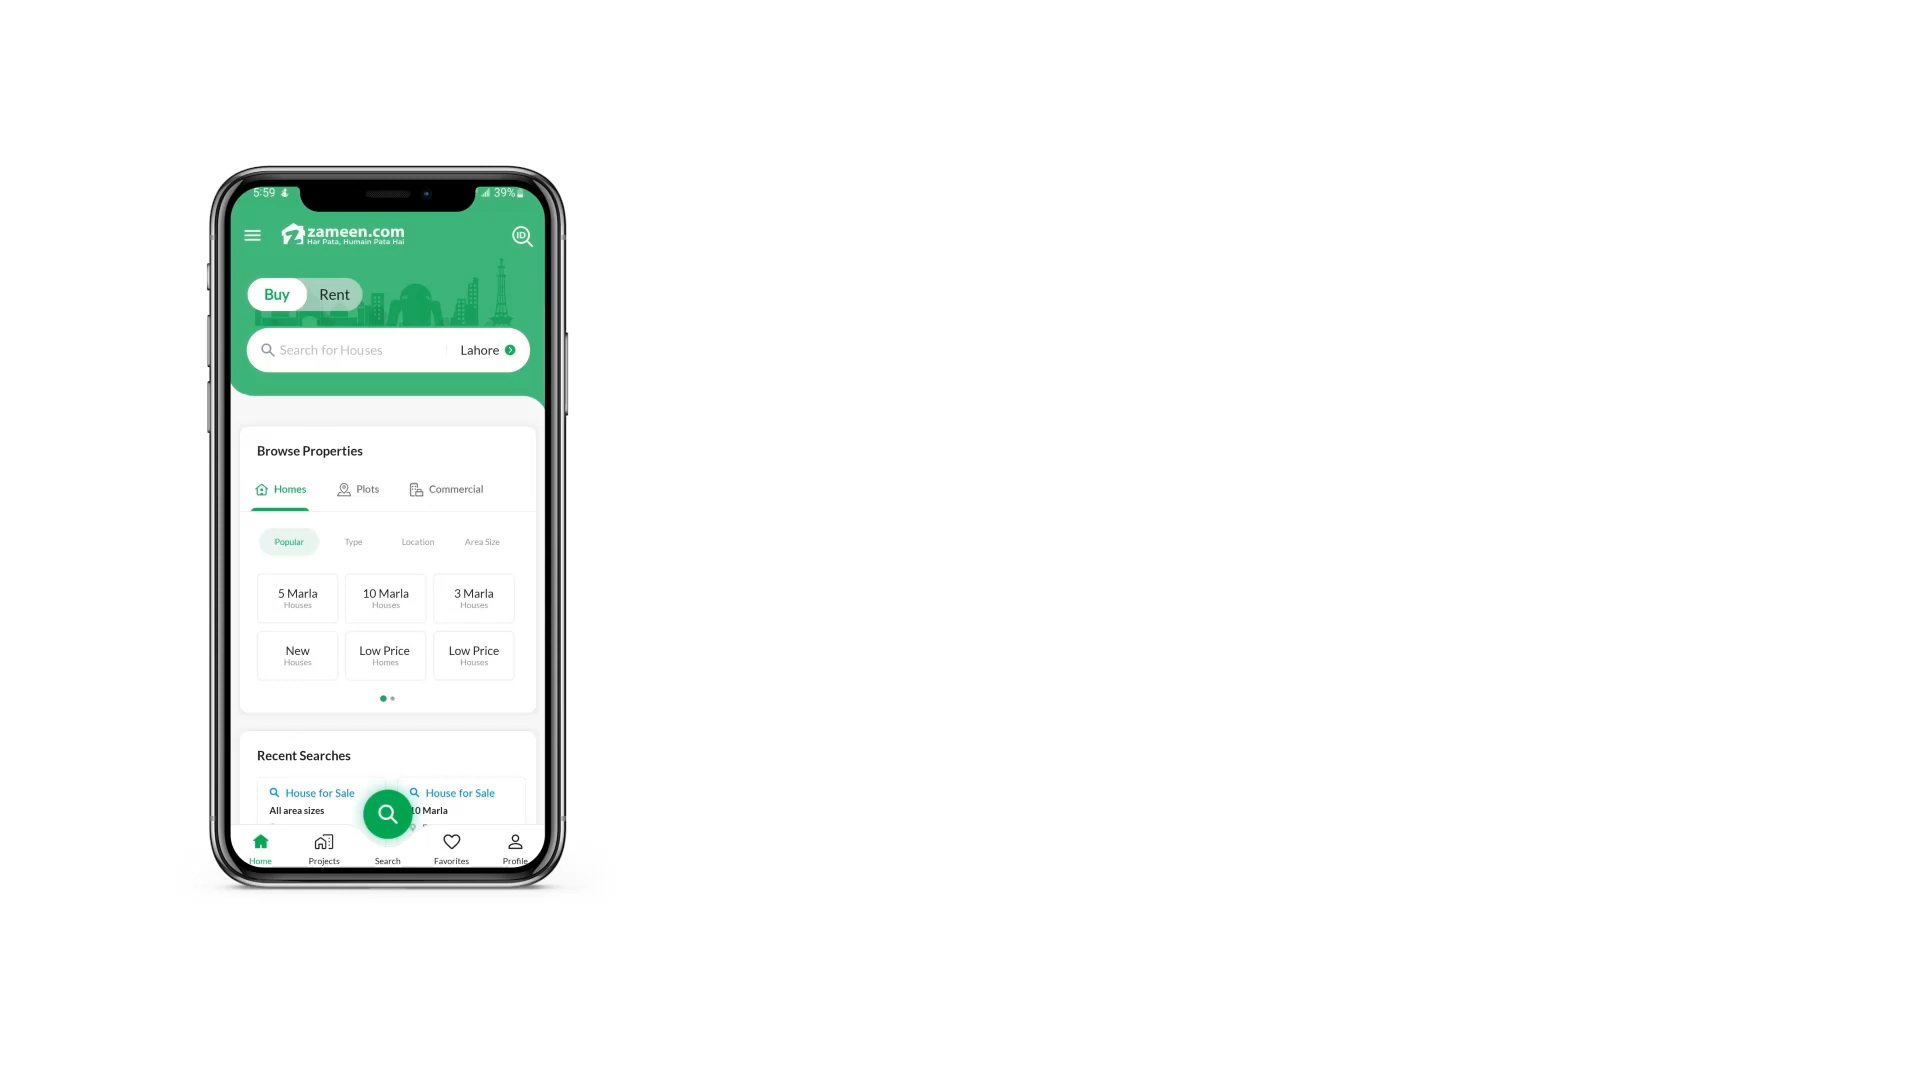 5:59
39%
zameen.com
Har Pata, Humain Pata Hai
ID
Buy Rent
Search for Houses Lahore
Browse Properties
Homes Plots Commercial
Popular Type Location Area Size
5 Marla 10 Marla 3 Marla
Houses Houses Houses
New Low Price Low Price
Houses Homes Houses
Recent Searches
House for Sale House for Sale
All area sizes 10 Marla
Home Projects Search Favorites Profile